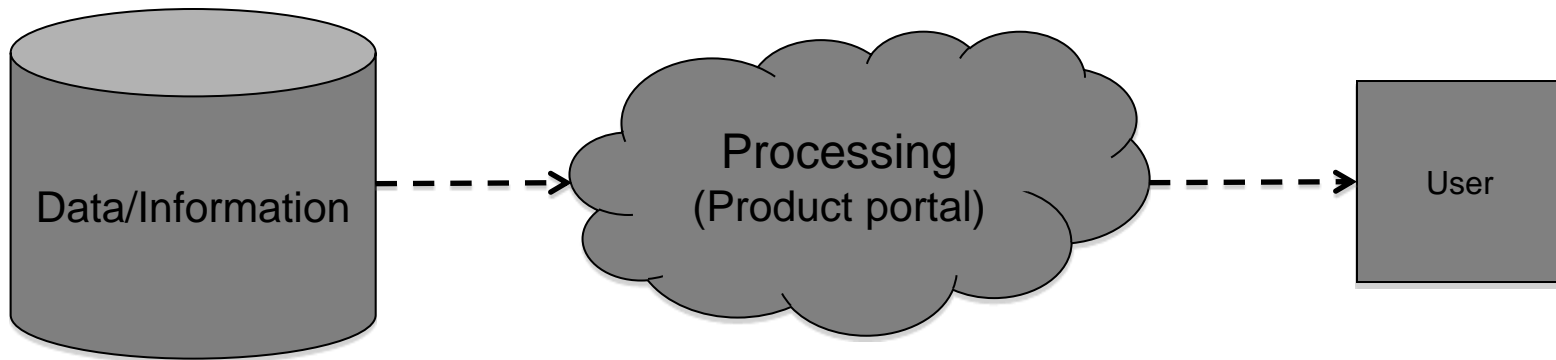 Data/Information
Processing
(Product portal)
User